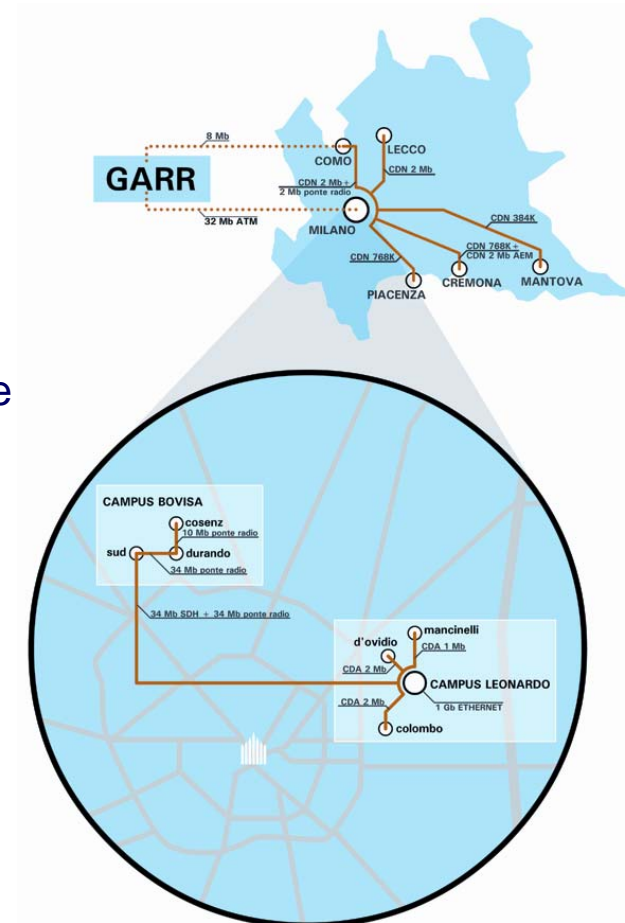 8 Mb
GARR
32 Mb ATM
COMO
LECCO
CDN 2 Mb
CDN 2 Mb+
2 Mb ponte radio
MILANO
CDN 384K
CDN 768K+
CDN 2 Mb AEM
CDN 768K
PIACENZA
CREMONA
MANTOVA
e
CAMPUS BOVISA
cosenz
10 Mb ponte radio
sud
durando
34 Mb ponte radio
34 Mb SDH + 34 Mb ponte radio
mancinelli
d'ovidio
CDA 1 Mb
CDA 2 Mb
CAMPUS LEONARDO
CDA 2 Mb
1 Gb ETHERNET
colombo